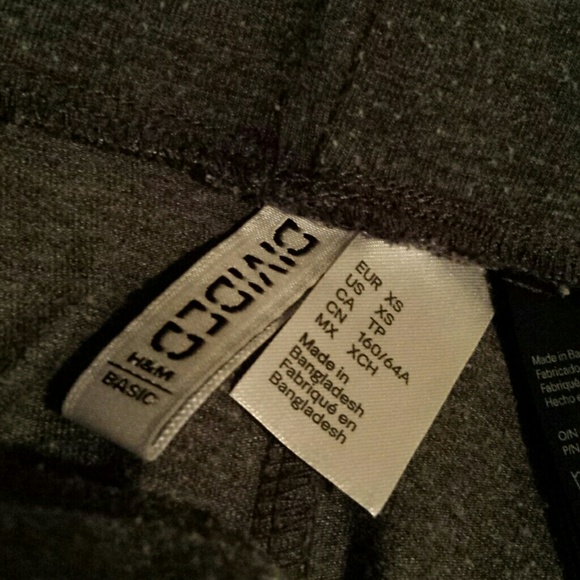 DIVIDED
H&M
BASIC
EUR XS
US XS
CA TP
CN 160/64A
MX XCH
Made in
Bangladesh
Fabriqué en
Bangladesh
Made in Ba
Fabricado
Fabriqué
Hecho e
O/N
P/N